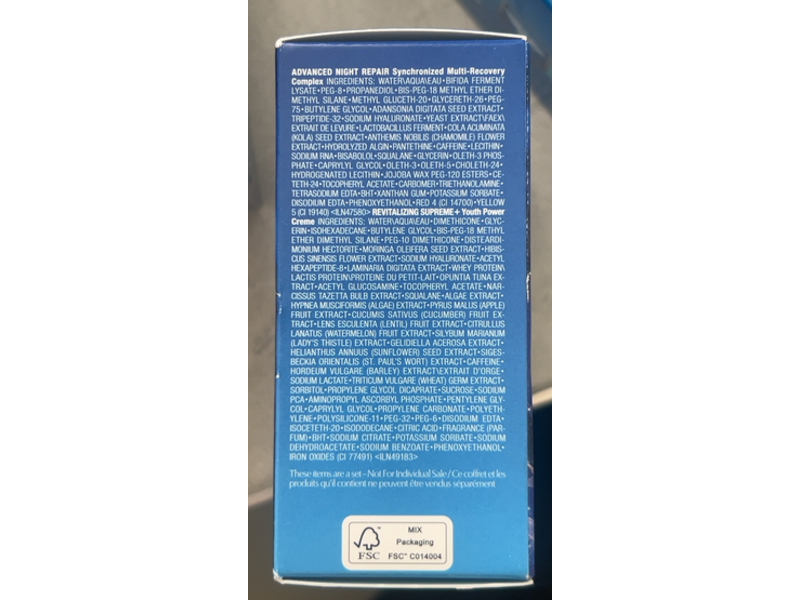 ADVANCED NIGHT REPAIR Synchronized Multi-Recovery
Complex INGREDIENTS: WATER\AQUA\EAU•BIFIDA FERMENT
LYSATE•PEG-8•PROPANEDIOL•BIS-PEG-18 METHYL ETHER DI-
METHYL SILANE•METHYL GLUCETH-20•GLYCERETH-26•PEG-
75•BUTYLENE GLYCOL•ADANSONIA DIGITATA SEED EXTRACT•
TRIPEPTIDE-32•SODIUM HYALURONATE•YEAST EXTRACT\FAEX\
EXTRAIT DE LEVURE•LACTOBACILLUS FERMENT•COLA ACUMINATA
(KOLA) SEED EXTRACT•ANTHEMIS NOBILIS (CHAMOMILE) FLOWER
EXTRACT•HYDROLYZED ALGIN•PANTETHINE•CAFFEINE•LECITHIN•
SODIUM RNA•BISABOLOL•SQUALANE•GLYCERIN•OLETH-3 PHOS-
PHATE•CAPRYLYL GLYCOL•OLETH-3•OLETH-5•CHOLETH-24•
HYDROGENATED LECITHIN•JOJOBA WAX PEG-120 ESTERS•CE-
TETH-24•TOCOPHERYL ACETATE•CARBOMER•TRIETHANOLAMINE•
TETRASODIUM EDTA•BHT•XANTHAN GUM•POTASSIUM SORBATE•
DISODIUM EDTA•PHENOXYETHANOL•RED 4 (CI 14700)•YELLOW
5 (CI 19140) <ILN47580> REVITALIZING SUPREME+ Youth Power
Creme INGREDIENTS: WATER\AQUA\EAU•DIMETHICONE•GLYC-
ERIN•ISOHEXADECANE•BUTYLENE GLYCOL•BIS-PEG-18 METHYL
ETHER DIMETHYL SILANE•PEG-10 DIMETHICONE•DISTEARDI-
MONIUM HECTORITE•MORINGA OLEIFERA SEED EXTRACT•HIBIS-
CUS SINENSIS FLOWER EXTRACT•SODIUM HYALURONATE•ACETYL
HEXAPEPTIDE-8•LAMINARIA DIGITATA EXTRACT•WHEY PROTEIN\
LACTIS PROTEIN\PROTÉINE DU PETIT-LAIT•OPUNTIA TUNA EX-
TRACT•ACETYL GLUCOSAMINE•TOCOPHERYL ACETATE•NAR-
CISSUS TAZETTA BULB EXTRACT•SQUALANE•ALGAE EXTRACT•
HYPNEA MUSCIFORMIS (ALGAE) EXTRACT•PYRUS MALUS (APPLE)
FRUIT EXTRACT•CUCUMIS SATIVUS (CUCUMBER) FRUIT EX-
TRACT•LENS ESCULENTA (LENTIL) FRUIT EXTRACT•CITRULLUS
LANATUS (WATERMELON) FRUIT EXTRACT•SILYBUM MARIANUM
(LADY'S THISTLE) EXTRACT•GELIDIELLA ACEROSA EXTRACT•
HELIANTHUS ANNUUS (SUNFLOWER) SEED EXTRACT•SIGES-
BECKIA ORIENTALIS (ST. PAUL'S WORT) EXTRACT•CAFFEINE•
HORDEUM VULGARE (BARLEY) EXTRACT\EXTRAIT D'ORGE•
SODIUM LACTATE•TRITICUM VULGARE (WHEAT) GERM EXTRACT•
SORBITOL•PROPYLENE GLYCOL DICAPRATE•SUCROSE•SODIUM
PCA•AMINOPROPYL ASCORBYL PHOSPHATE•PENTYLENE GLY-
COL•CAPRYLYL GLYCOL•PROPYLENE CARBONATE•POLYETH-
YLENE•POLYSILICONE-11•PEG-32•PEG-6•DISODIUM EDTA•
ISOCETETH-20•ISODODECANE•CITRIC ACID•FRAGRANCE (PAR-
FUM)•BHT•SODIUM CITRATE•POTASSIUM SORBATE•SODIUM
DEHYDROACETATE•SODIUM BENZOATE•PHENOXYETHANOL•
IRON OXIDES (CI 77491) <ILN49183>
These items are a set–Not For Individual Sale / Ce coffret et les
produits qu'il contient ne peuvent être vendus séparément
MIX
Packaging
FSC™ C014004
FSC